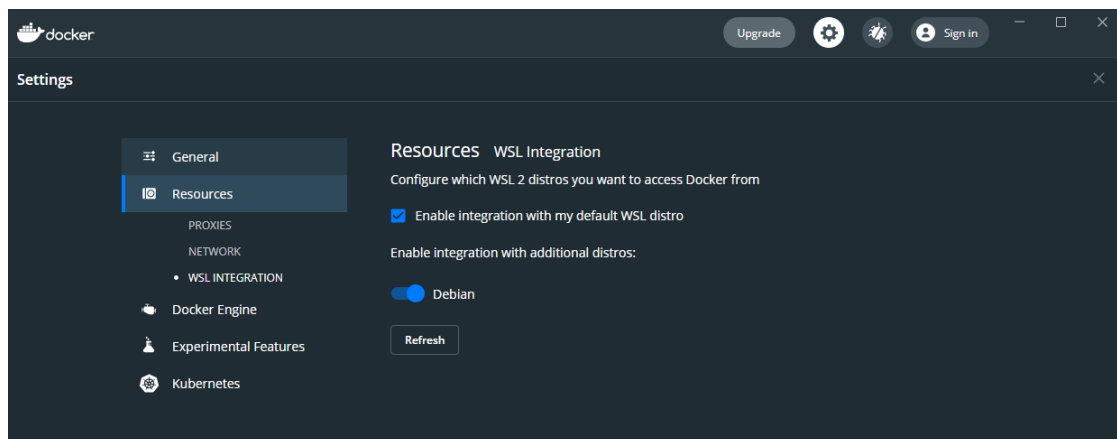 docker
Upgrade
Sign in
Settings
General
Resources
PROXIES
NETWORK
WSL INTEGRATION
Docker Engine
Experimental Features
Kubernetes
Resources WSL Integration
Configure which WSL 2 distros you want to access Docker from
Enable integration with my default WSL distro
Enable integration with additional distros:
Debian
Refresh